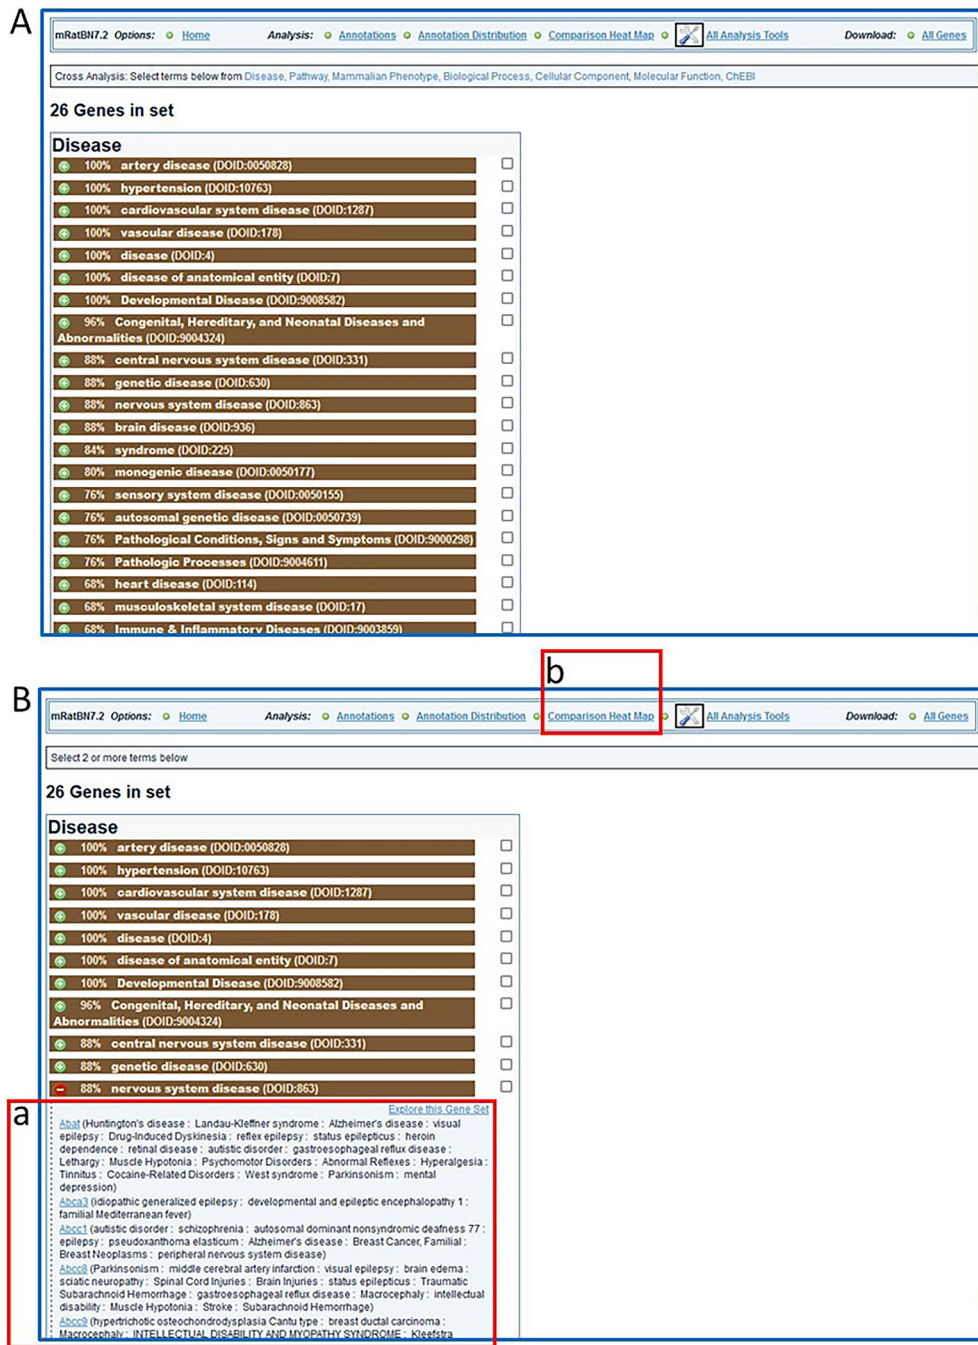 A
mRatBN7.2 Options: Home Analysis: Annotations Annotation Distribution Comparison Heat Map All Analysis Tools Download: All Genes
Cross Analysis: Select terms below from Disease, Pathway, Mammalian Phenotype, Biological Process, Cellular Component, Molecular Function, ChEBI
26 Genes in set
Disease
100% artery disease (DOID:0050828)
100% hypertension (DOID:10763)
100% cardiovascular system disease (DOID:1287)
100% vascular disease (DOID:178)
100% disease (DOID:4)
100% disease of anatomical entity (DOID:7)
100% Developmental Disease (DOID:9008582)
96% Congenital, Hereditary, and Neonatal Diseases and
Abnormalities (DOID:9004324)
88% central nervous system disease (DOID:331)
88% genetic disease (DOID:630)
88% nervous system disease (DOID:863)
88% brain disease (DOID:936)
84% syndrome (DOID:225)
80% monogenic disease (DOID:0050177)
76% sensory system disease (DOID:0050155)
76% autosomal genetic disease (DOID:0050739)
76% Pathological Conditions, Signs and Symptoms (DOID:9000298)
76% Pathologic Processes (DOID:9004611)
68% heart disease (DOID:114)
68% musculoskeletal system disease (DOID:17)
68% Immune & Inflammatory Diseases (DOID:9003859)
b
B
mRatBN7.2 Options: Home Analysis: Annotations Annotation Distribution Comparison Heat Map All Analysis Tools Download: All Genes
Select 2 or more terms below
26 Genes in set
Disease
100% artery disease (DOID:0050828)
100% hypertension (DOID:10763)
100% cardiovascular system disease (DOID:1287)
100% vascular disease (DOID:178)
100% disease (DOID:4)
100% disease of anatomical entity (DOID:7)
100% Developmental Disease (DOID:9008582)
96% Congenital, Hereditary, and Neonatal Diseases and
Abnormalities (DOID:9004324)
88% central nervous system disease (DOID:331)
88% genetic disease (DOID:630)
88% nervous system disease (DOID:863)
a
Explore this Gene Set
Abat (Huntington's disease : Landau-Kleffner syndrome : Alzheimer's disease : visual
epilepsy : Drug-Induced Dyskinesia : reflex epilepsy : status epilepticus : heroin
dependence : retinal disease : autistic disorder : gastroesophageal reflux disease :
Lethargy : Muscle Hypotonia : Psychomotor Disorders : Abnormal Reflexes : Hyperalgesia :
Tinnitus : Cocaine-Related Disorders : West syndrome : Parkinsonism : mental
depression)
Abca3 (idiopathic generalized epilepsy : developmental and epileptic encephalopathy 1 :
familial Mediterranean fever)
Abcc1 (autistic disorder : schizophrenia : autosomal dominant nonsyndromic deafness 77 :
epilepsy : pseudoxanthoma elasticum : Alzheimer's disease : Breast Cancer, Familial :
Breast Neoplasms : peripheral nervous system disease)
Abcc8 (Parkinsonism : middle cerebral artery infarction : visual epilepsy : brain edema :
sciatic neuropathy : Spinal Cord Injuries : Brain Injuries : status epilepticus : Traumatic
Subarachnoid Hemorrhage : gastroesophageal reflux disease : Macrocephaly : intellectual
disability : Muscle Hypotonia : Stroke : Subarachnoid Hemorrhage)
Abcc9 (hypertrichotic osteochondrodysplasia Cantu type : breast ductal carcinoma :
Macrocephaly : INTELLECTUAL DISABILITY AND MYOPATHY SYNDROME : Kleefstra